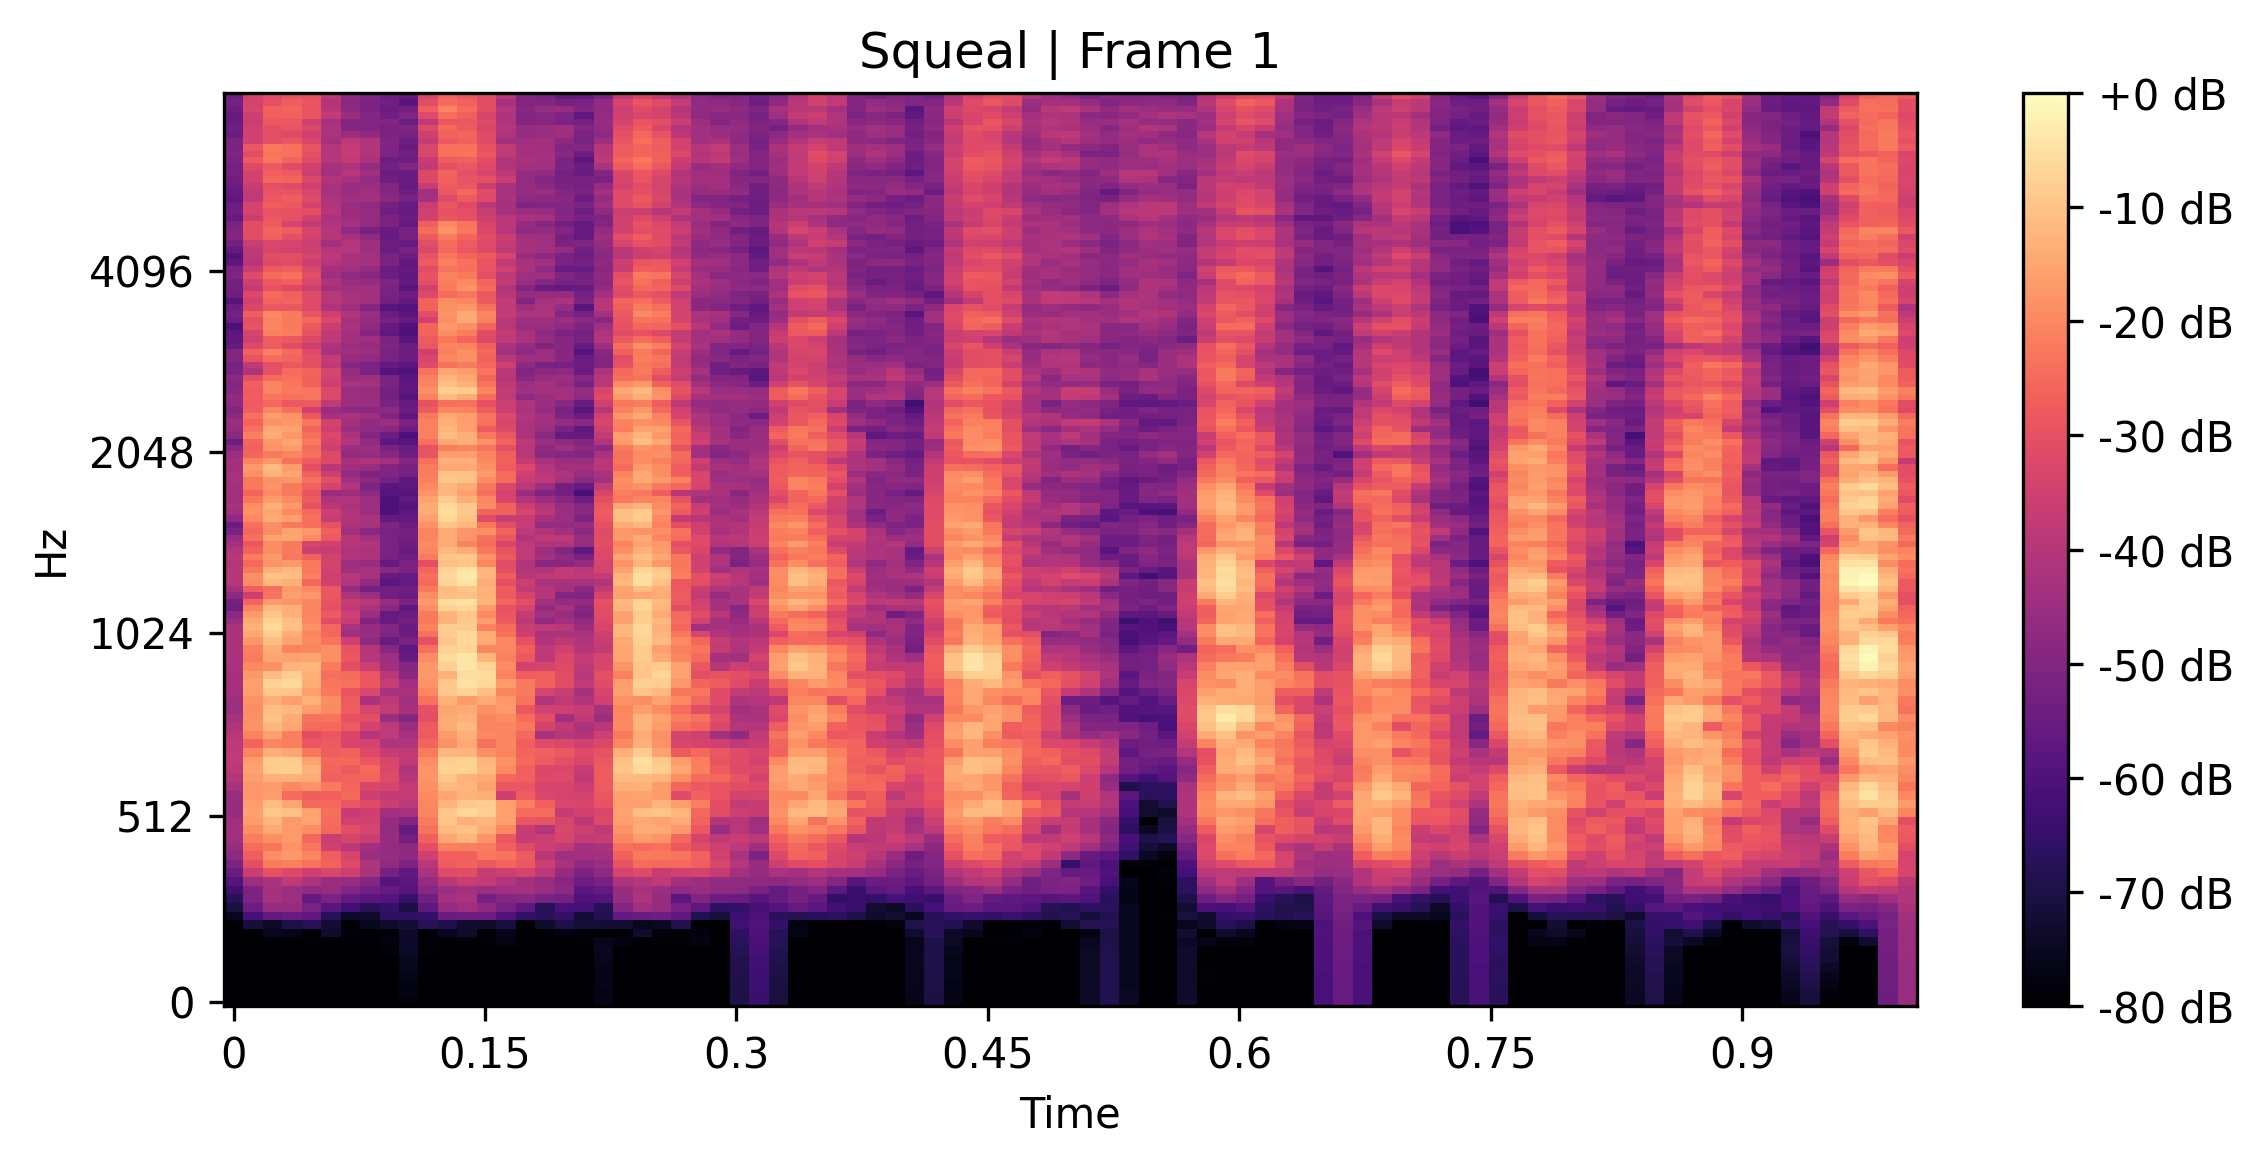 Squeal | Frame 1
+0 dB
-10 dB
-20 dB
-30 dB
-40 dB
-50 dB
-60 dB
-70 dB
-80 dB
Hz
4096
2048
1024
512
0
0 0.15 0.3 0.45 0.6 0.75 0.9
Time